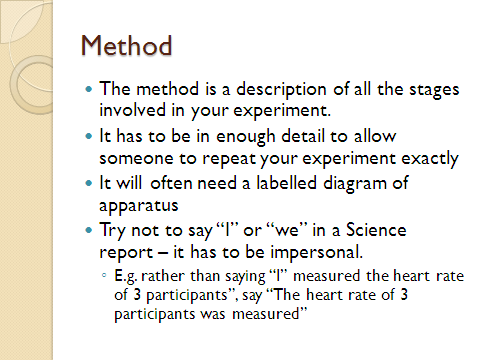 Method
• The method is a description of all the stages
involved in your experiment.
• It has to be in enough detail to allow
someone to repeat your experiment exactly
• It will often need a labelled diagram of
apparatus
• Try not to say “I” or “we” in a Science
report – it has to be impersonal.
◦ E.g. rather than saying “I” measured the heart rate
of 3 participants”, say “The heart rate of 3
participants was measured”